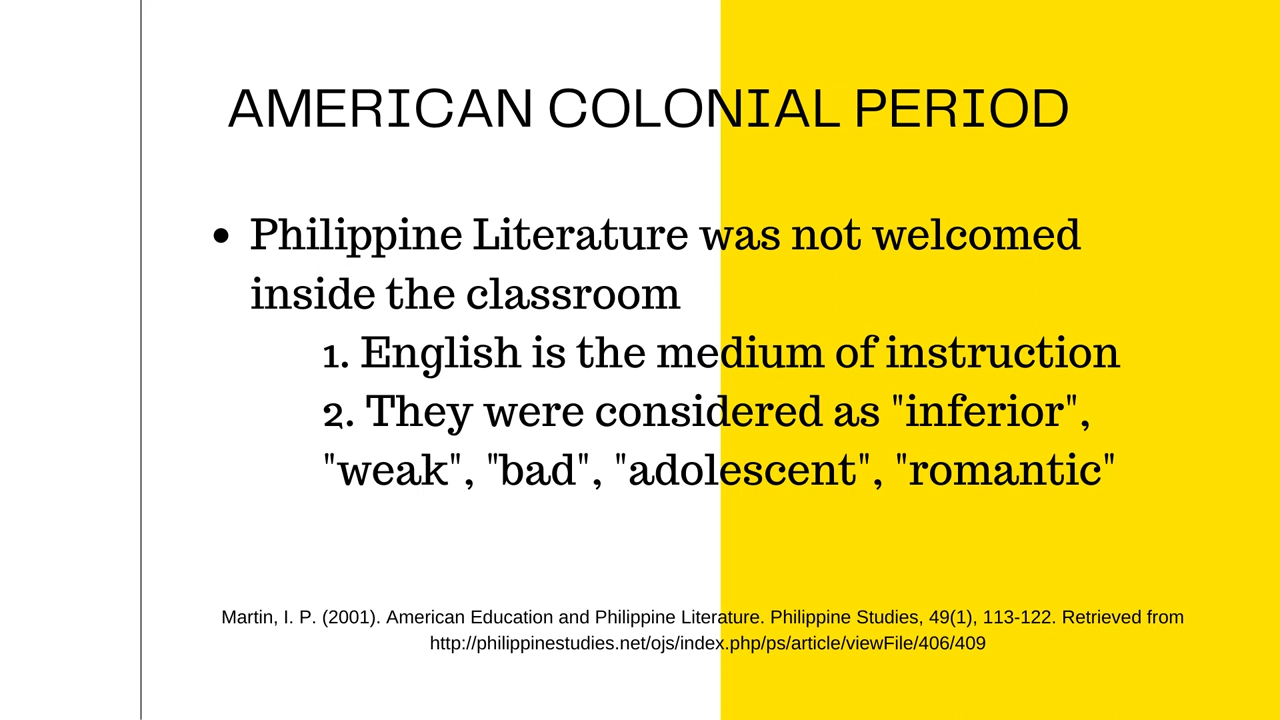 AMERICAN COLONIAL PERIOD
• Philippine Literature was not welcomed
inside the classroom
1. English is the medium of instruction
2. They were considered as "inferior",
"weak", "bad", "adolescent", "romantic"
Martin, I. P. (2001). American Education and Philippine Literature. Philippine Studies, 49(1), 113-122. Retrieved from
http://philippinestudies.net/ojs/index.php/ps/article/viewFile/406/409